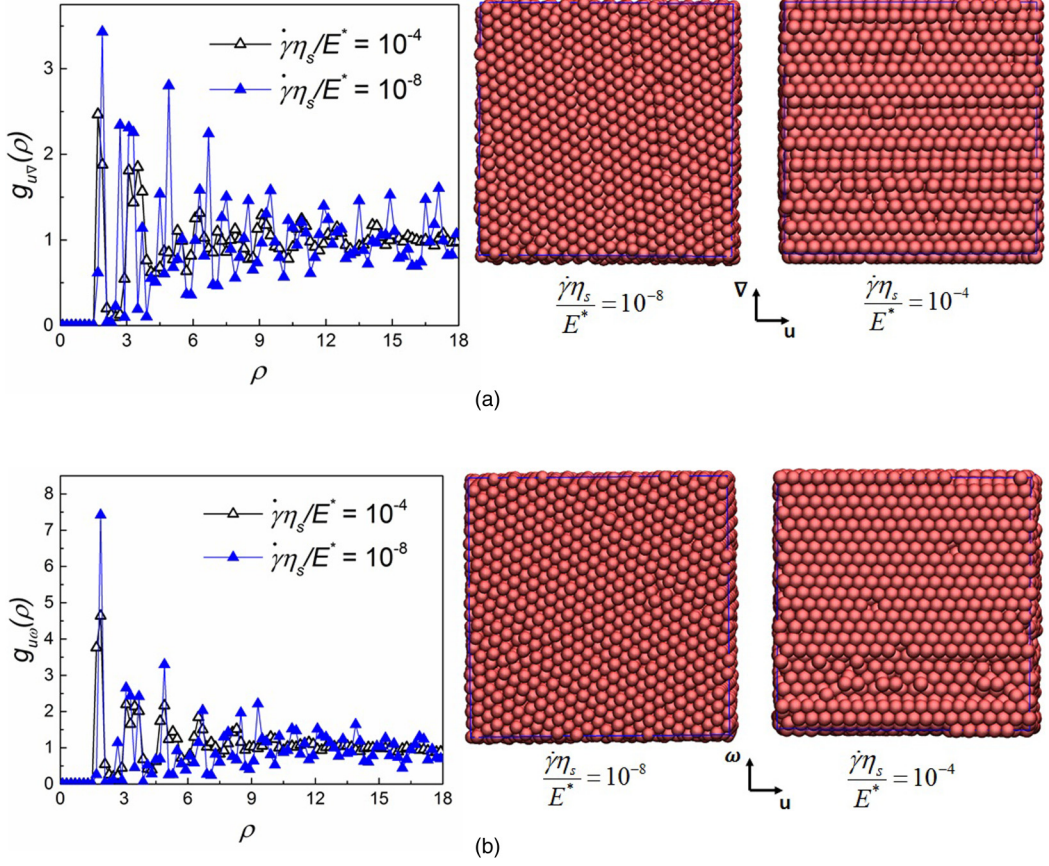 3
2
1
0
g_{u∇}(ρ)
γ̇η_s/E* = 10^{-4}
γ̇η_s/E* = 10^{-8}
0 3 6 9 12 15 18
ρ
γ̇η_s/E* = 10^{-8}
∇
u
γ̇η_s/E* = 10^{-4}
(a)
8
7
6
5
4
3
2
1
0
g_{uω}(ρ)
γ̇η_s/E* = 10^{-4}
γ̇η_s/E* = 10^{-8}
0 3 6 9 12 15 18
ρ
γ̇η_s/E* = 10^{-8}
ω
u
γ̇η_s/E* = 10^{-4}
(b)